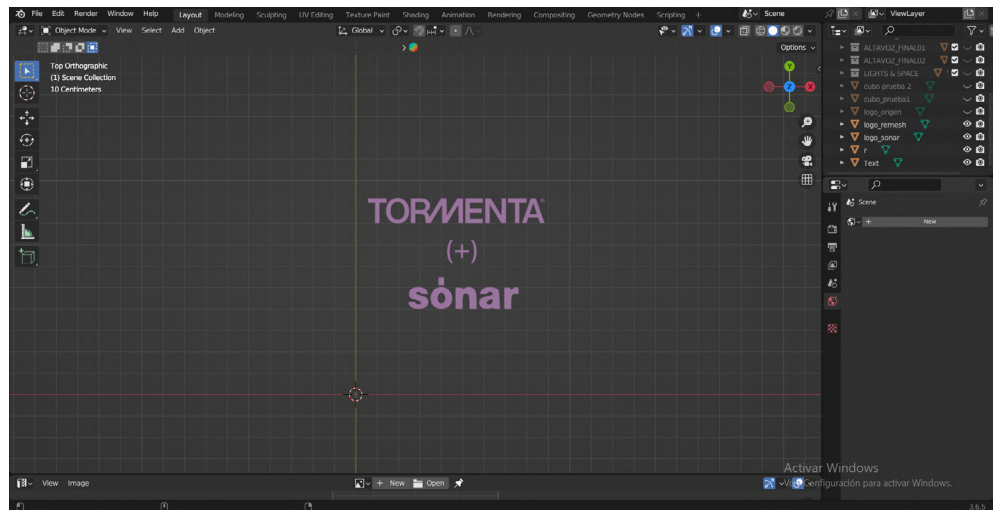 File Edit Render Window Help Layout Modeling Sculpting UV Editing Texture Paint Shading Animation Rendering Compositing Geometry Nodes Scripting + Scene ViewLayer
Object Mode View Select Add Object Global
Options
Top Orthographic
(1) Scene Collection
10 Centimeters
Y
Z
X
TORMENTA
(+)
sónar
ALTAVOZ_FINAL01
ALTAVOZ_FINAL02
LIGHTS & SPACE
cubo prueba 2
cubo_prueba1
logo_origen
logo_remesh
logo_sonar
r
Text
Scene
+ New
Activar Windows
configuración para activar Windows.
View Image + New Open
3.6.5